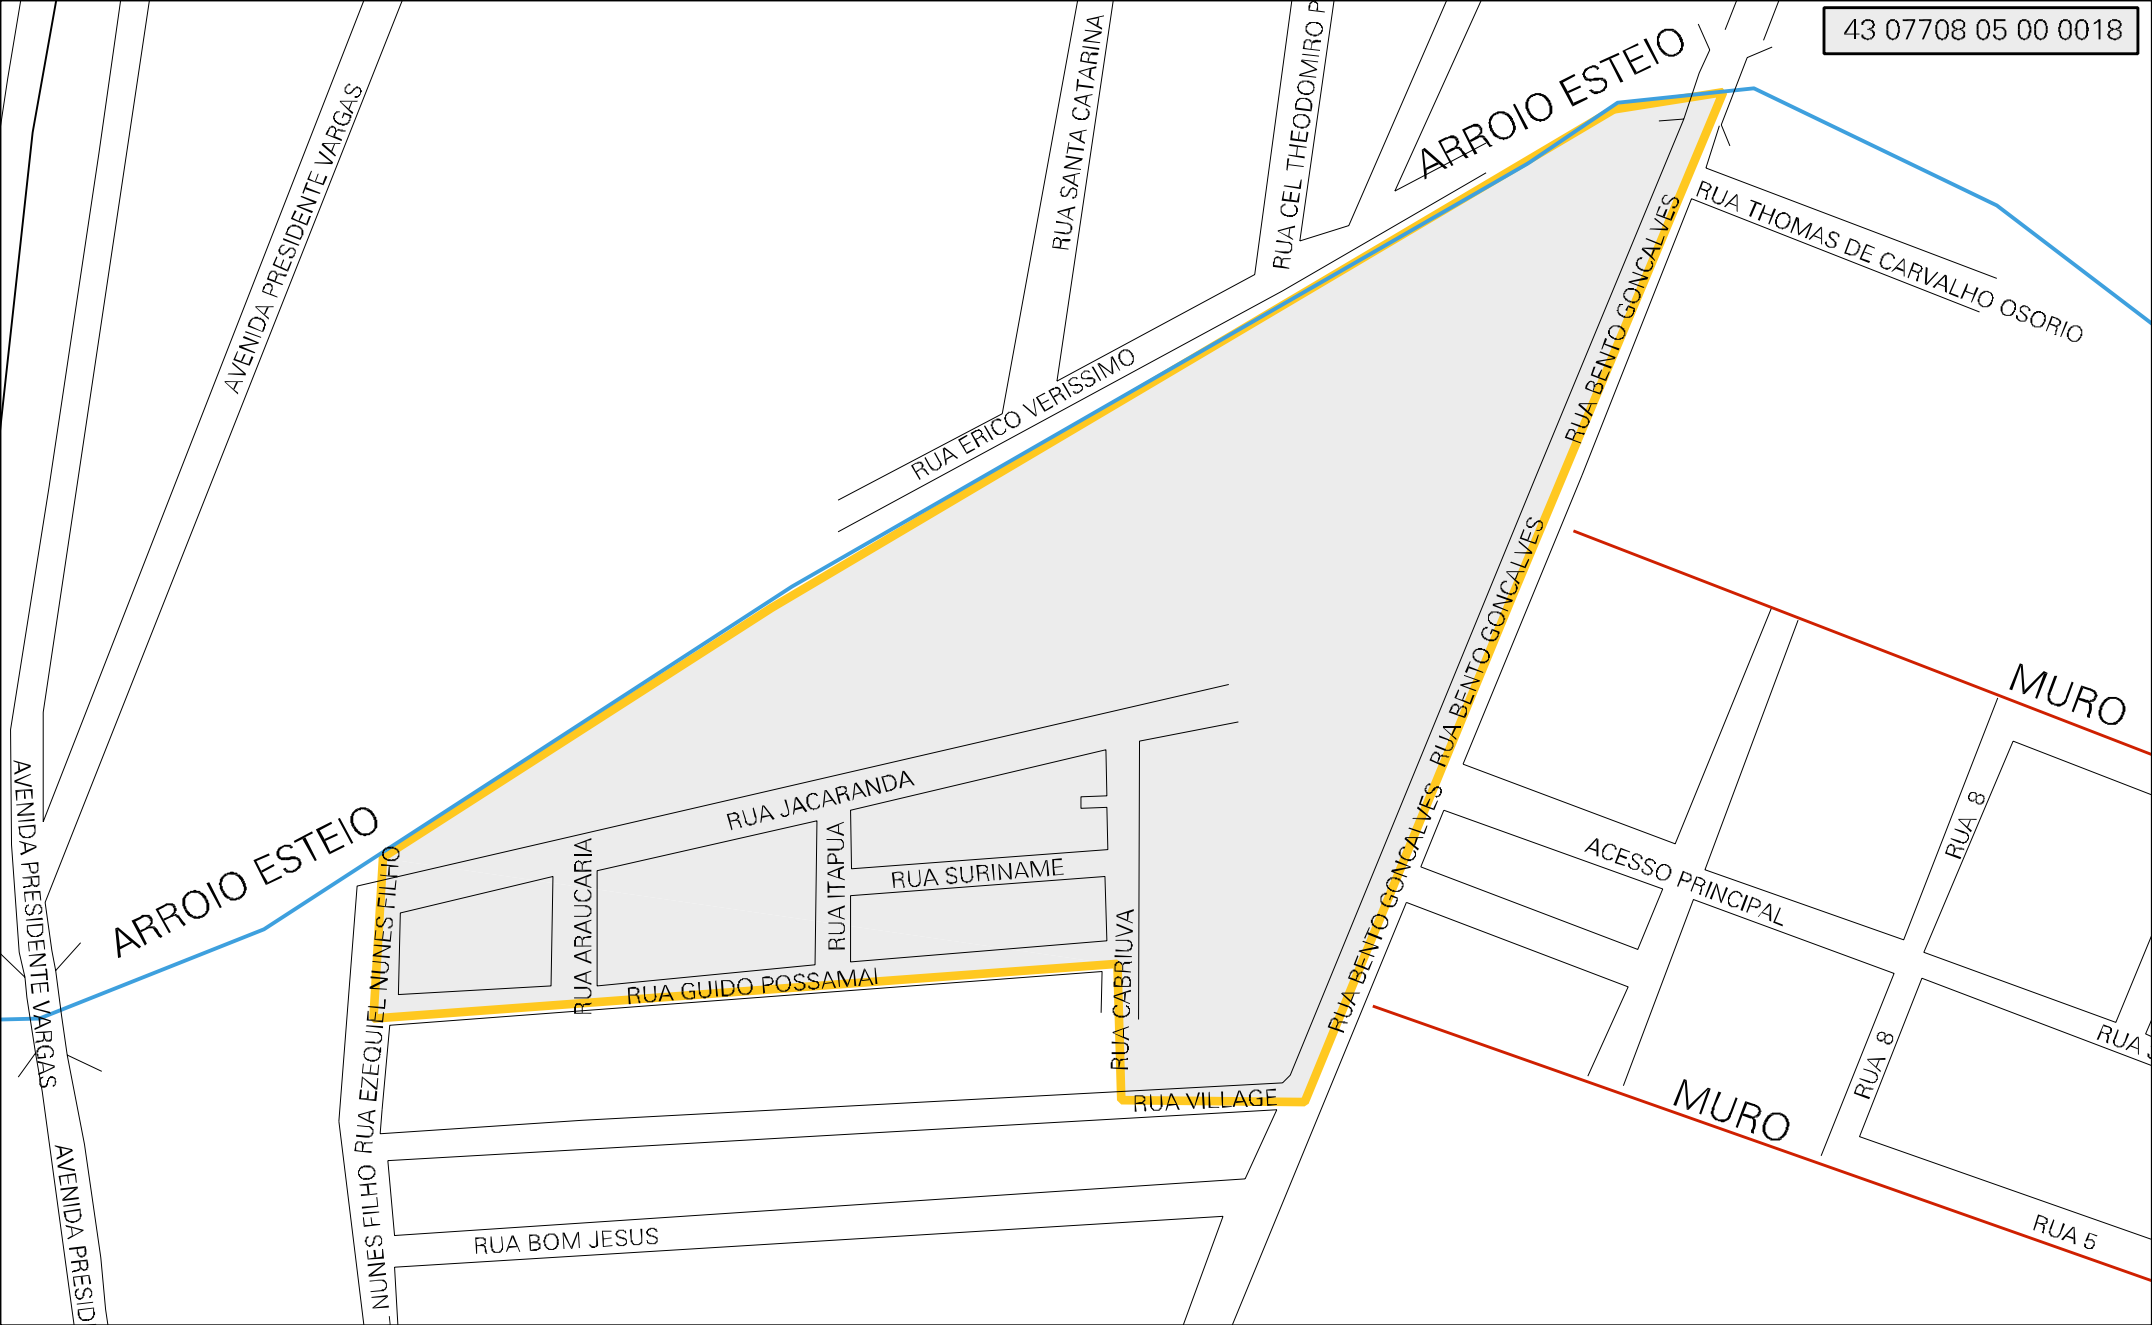 43 07708 05 00 0018
ARROIO ESTEIO
RUA SANTA CATARINA
RUA CEL THEODOMIRO P
AVENIDA PRESIDENTE VARGAS
RUA THOMAS DE CARVALHO OSORIO
RUA BENTO GONCALVES
RUA ERICO VERISSIMO
RUA BENTO GONCALVES
MURO
RUA JACARANDA
ARROIO ESTEIO
AVENIDA PRESIDENTE VARGAS
RUA EZEQUIEL NUNES FILHO
RUA ARAUCARIA
RUA ITAPUA
RUA SURINAME
RUA GUIDO POSSAMAI
RUA CABRIUVA
RUA BENTO GONCALVES
ACESSO PRINCIPAL
RUA 8
RUA 8
RUA
RUA VILLAGE
MURO
AVENIDA PRESID
NUNES FILHO
RUA BOM JESUS
RUA 5